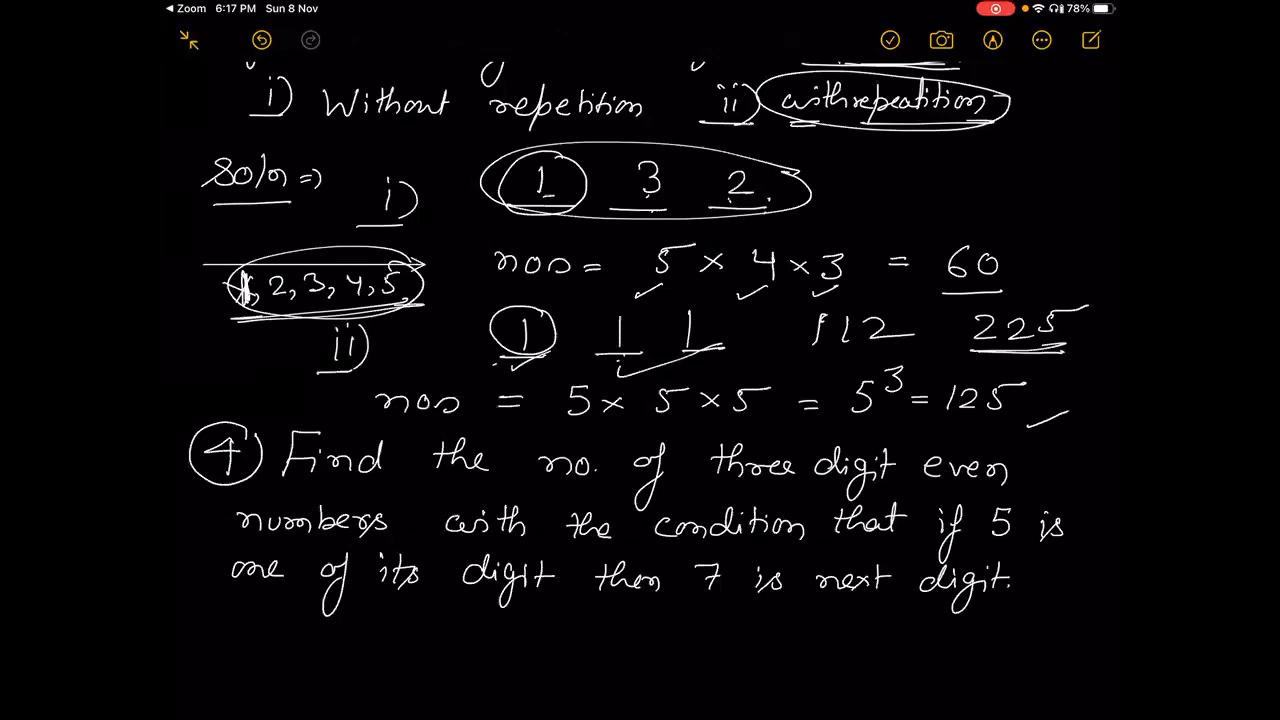 Zoom 6:17 PM Sun 8 Nov 78%
i) Without repetition ii) with repeatition
Soln => i) 1 3 2
1, 2, 3, 4, 5 nos = 5 × 4 × 3 = 60
ii) 1 1 1 112 225
nos = 5 × 5 × 5 = 5³ = 125
4) Find the no. of three digit even
numbers with the condition that if 5 is
one of its digit then 7 is next digit.